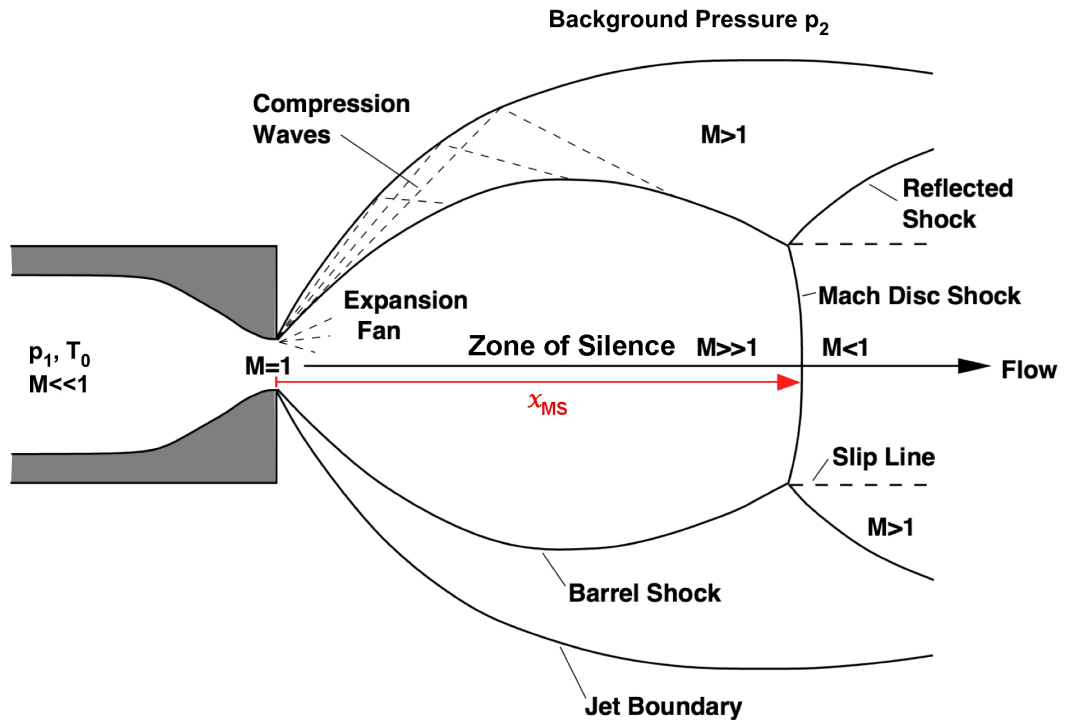 Background Pressure p₂
Compression
Waves
M>1
Reflected
Shock
Expansion
Fan
Mach Disc Shock
p₁, T₀
M<<1
M=1
Zone of Silence
M>>1
M<1
Flow
x_MS
Slip Line
M>1
Barrel Shock
Jet Boundary